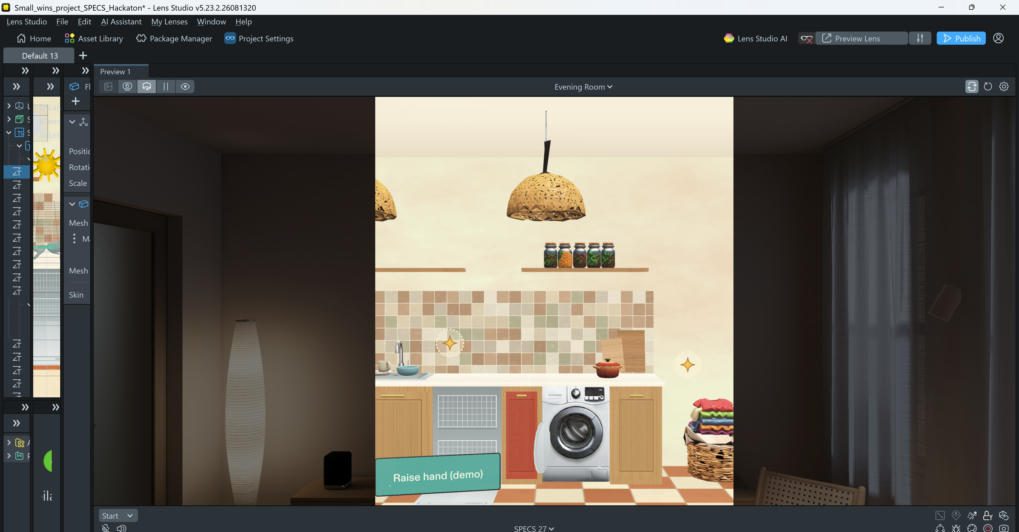 Small_wins_project_SPECS_Hackaton* - Lens Studio v5.23.2.26081320
Lens Studio File Edit AI Assistant My Lenses Window Help
Home Asset Library Package Manager Project Settings Lens Studio AI Preview Lens Publish
Default 13
Preview 1
Evening Room
Positic
Rotati
Scale
Mesh
Mesh
Skin
Raise hand (demo)
Start
SPECS 27